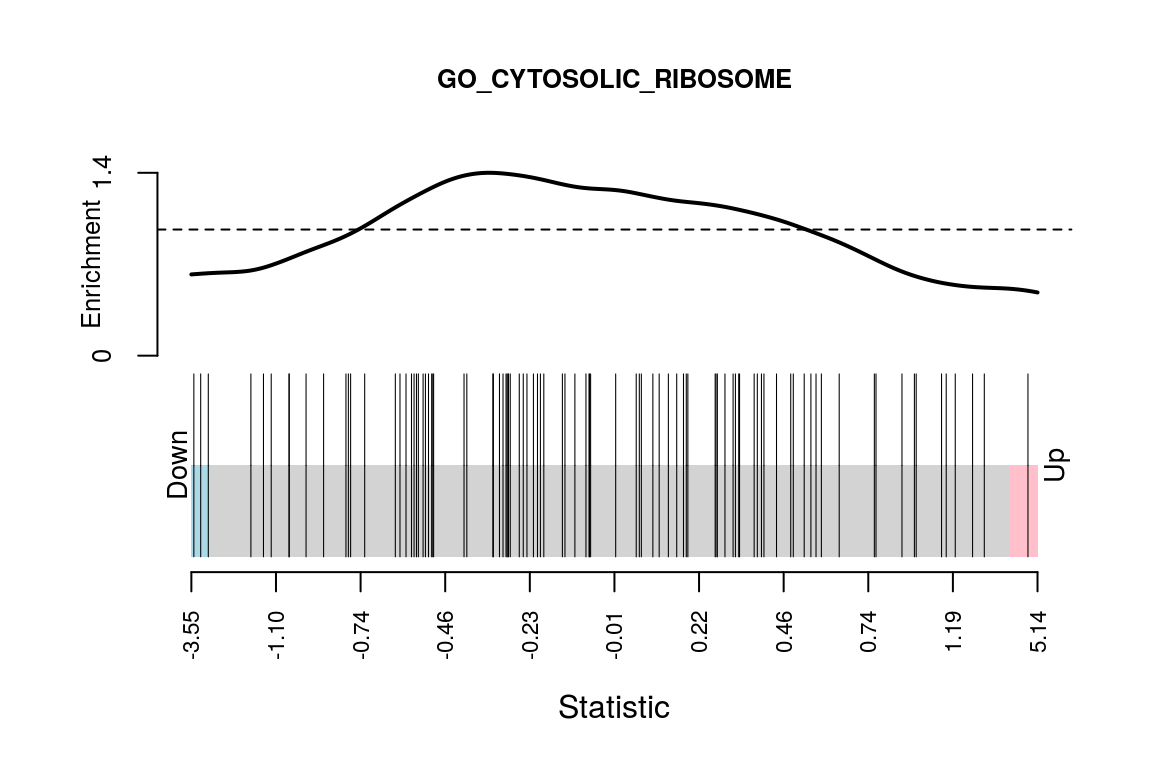 GO_CYTOSOLIC_RIBOSOME
1.4
Enrichment
0
Down
Up
-3.55
-1.10
-0.74
-0.46
-0.23
-0.01
0.22
0.46
0.74
1.19
5.14
Statistic